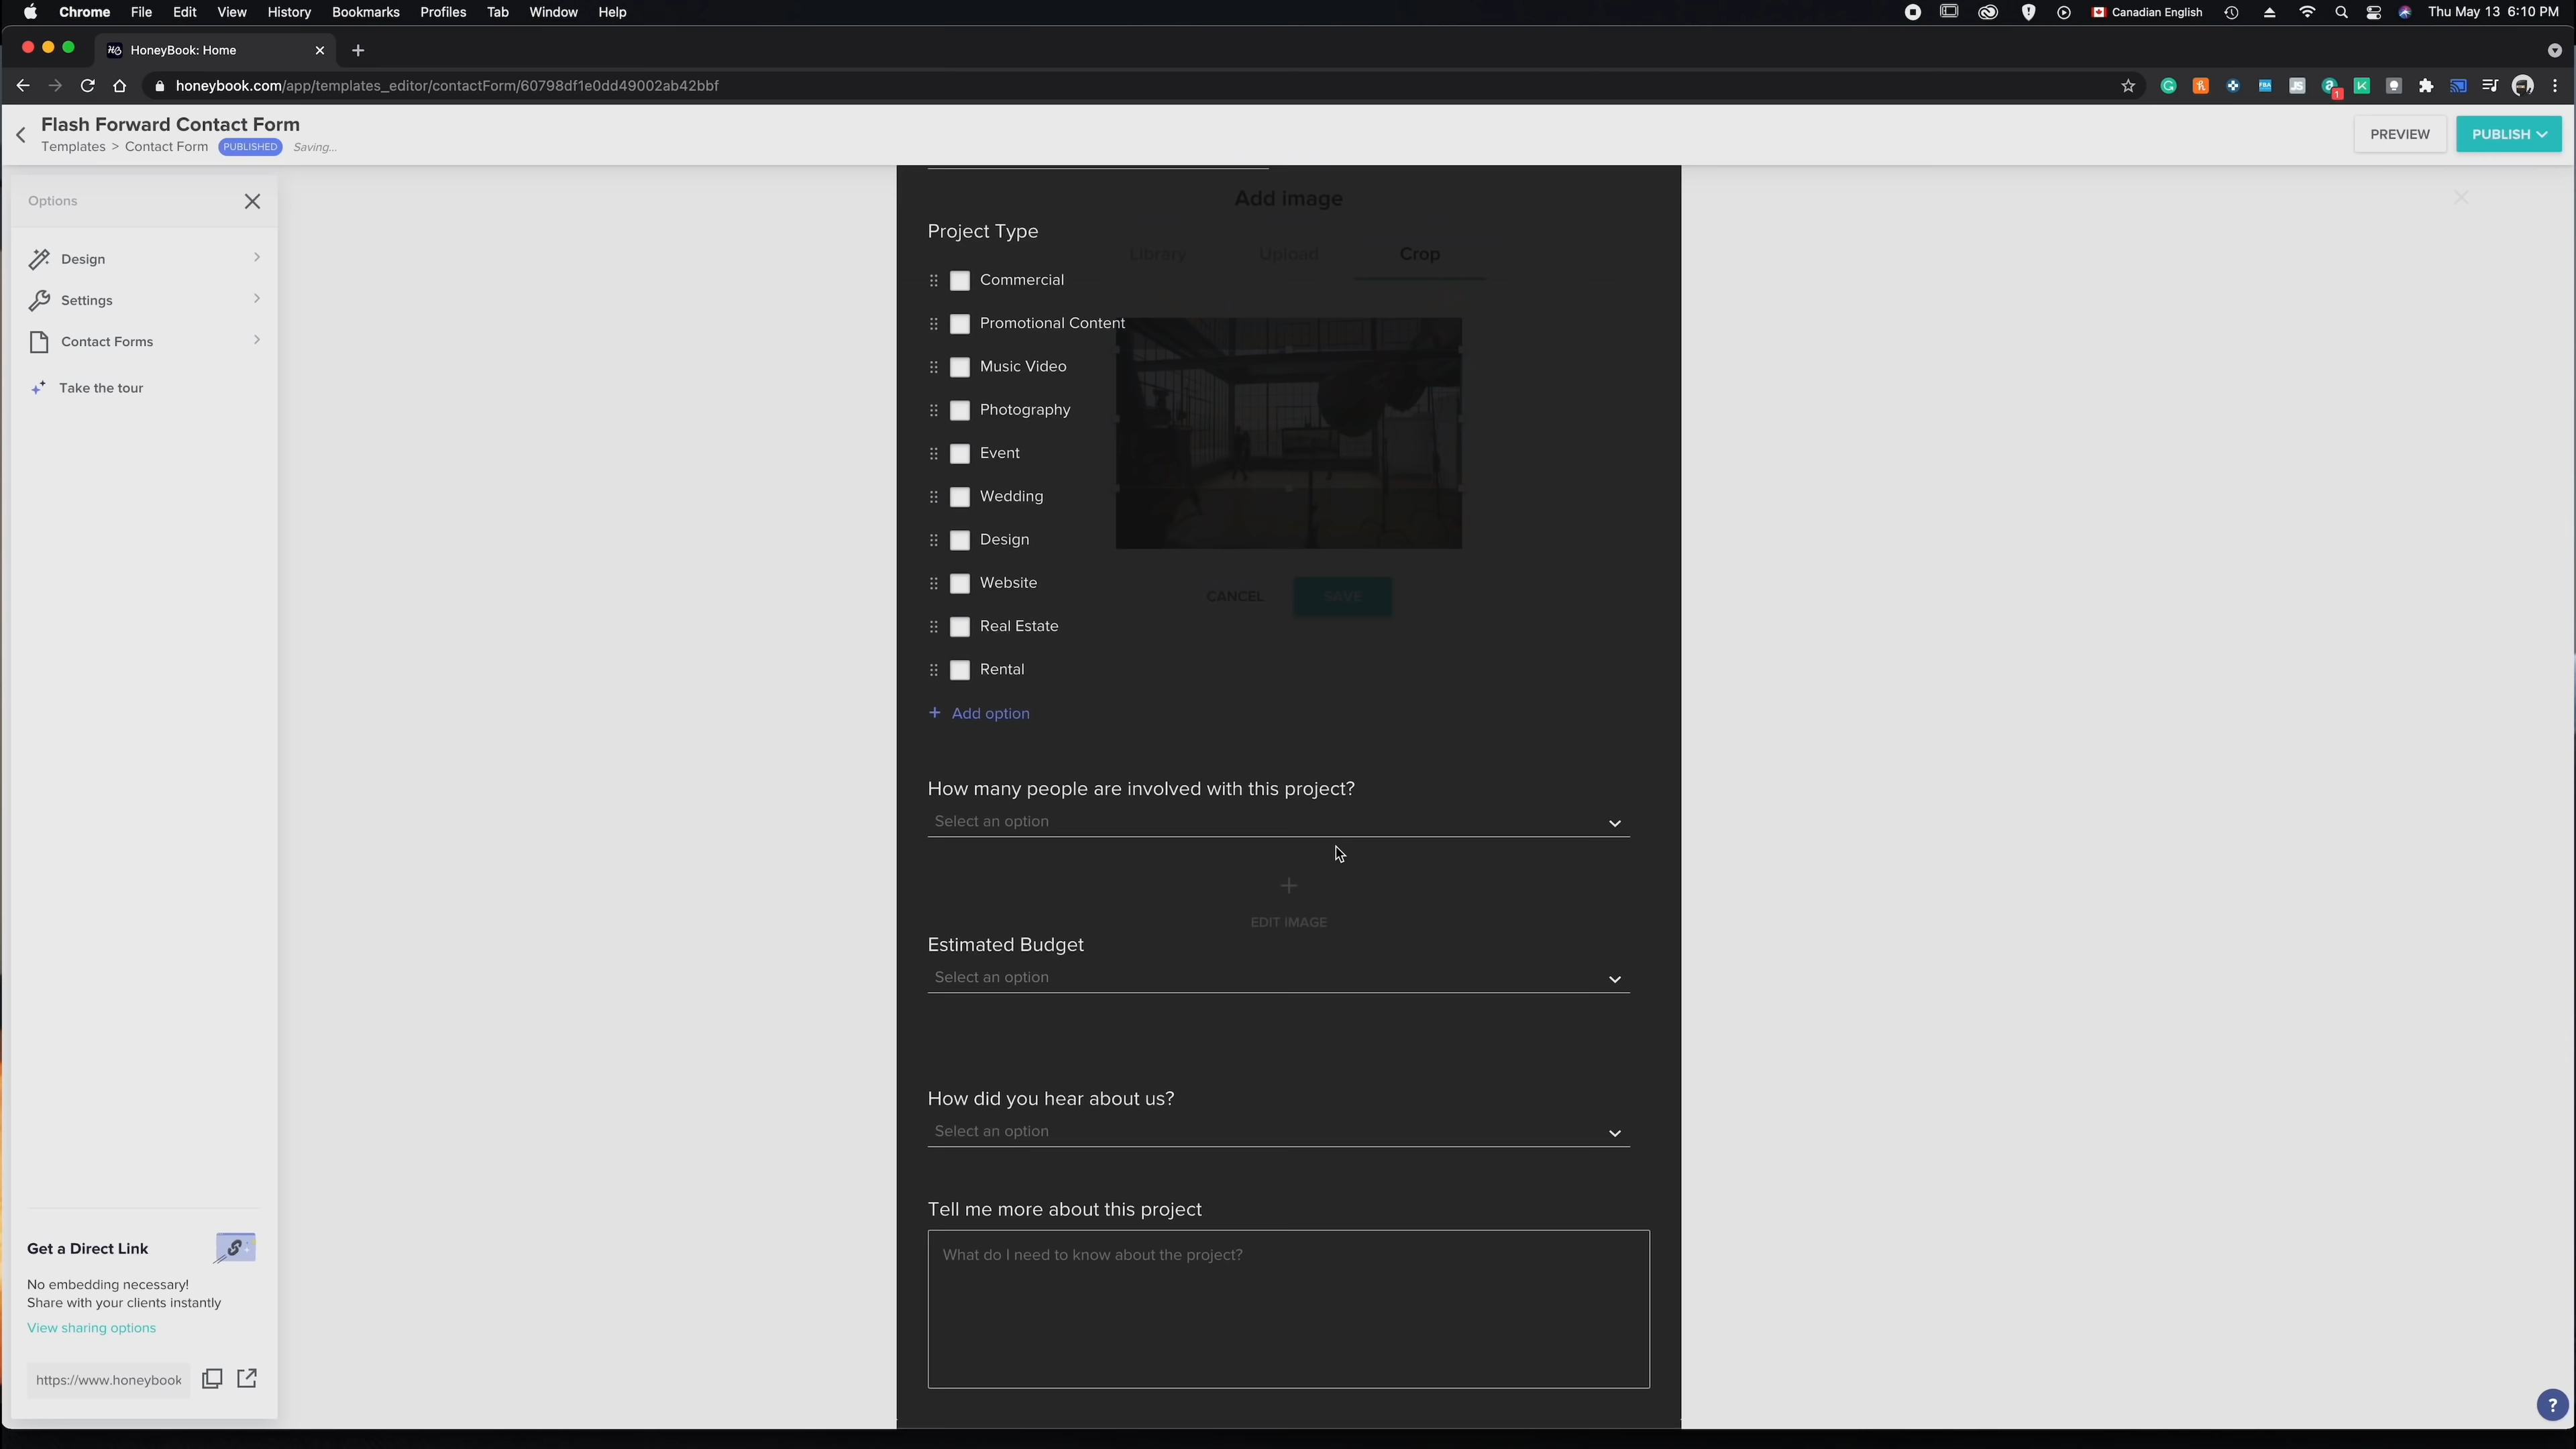 Chrome File Edit View History Bookmarks Profiles Tab Window Help
Canadian English Thu May 13 6:10 PM
HoneyBook: Home
honeybook.com/app/templates_editor/contactForm/60798df1e0dd49002ab42bbf
Flash Forward Contact Form
Templates > Contact Form PUBLISHED Saving...
PREVIEW
PUBLISH
Options
Design
Settings
Contact Forms
Take the tour
Get a Direct Link
No embedding necessary!
Share with your clients instantly
View sharing options
https://www.honeybook
Add image
Library Upload Crop
CANCEL SAVE
Project Type
Commercial
Promotional Content
Music Video
Photography
Event
Wedding
Design
Website
Real Estate
Rental
+ Add option
How many people are involved with this project?
Select an option
+
EDIT IMAGE
Estimated Budget
Select an option
How did you hear about us?
Select an option
Tell me more about this project
What do I need to know about the project?
?